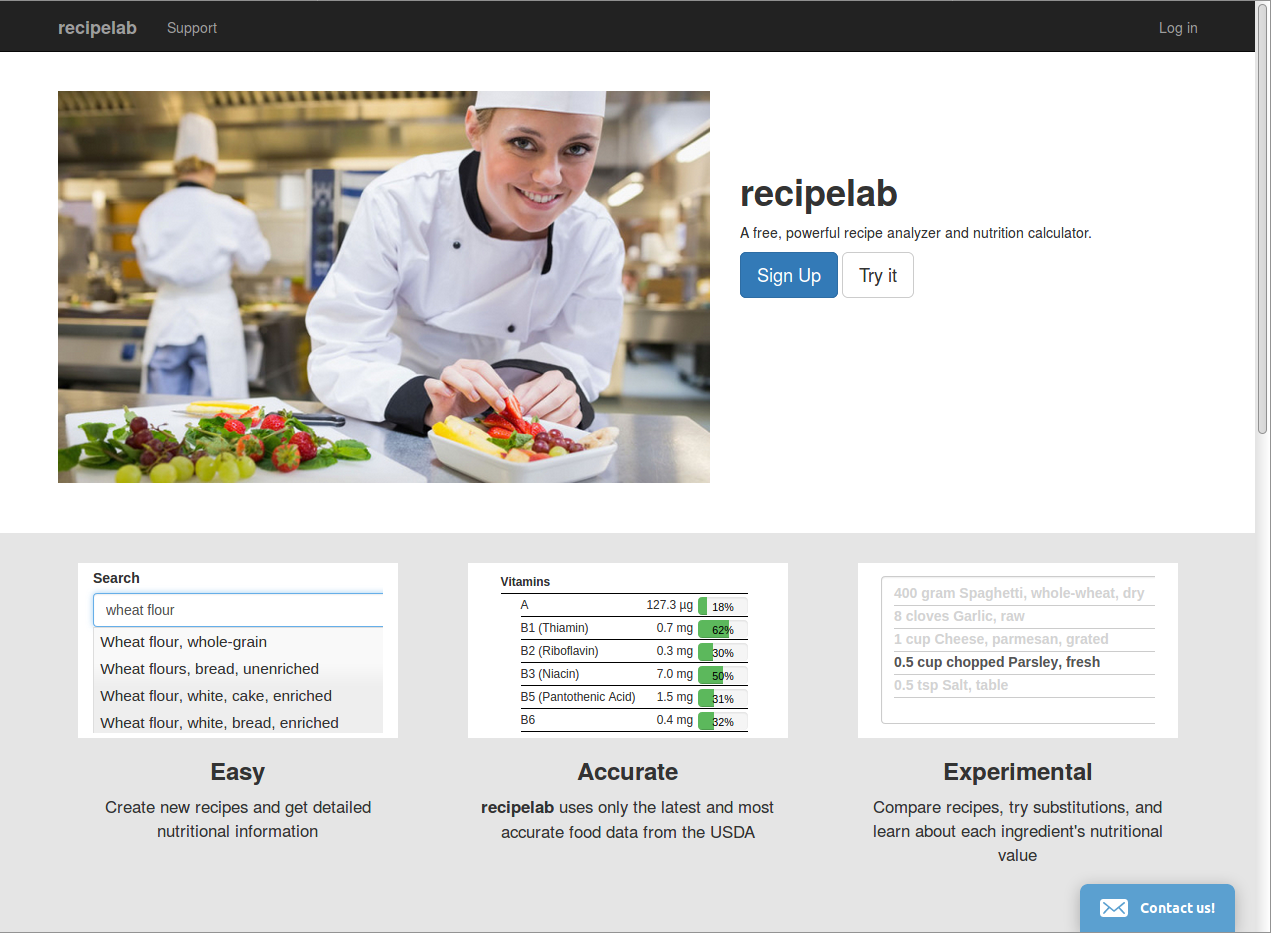 recipelab Support Log in
recipelab
A free, powerful recipe analyzer and nutrition calculator.
Sign Up Try it
Search
wheat flour
Wheat flour, whole-grain
Wheat flours, bread, unenriched
Wheat flour, white, cake, enriched
Wheat flour, white, bread, enriched
Easy
Create new recipes and get detailed
nutritional information
Vitamins
A 127.3 µg 18%
B1 (Thiamin) 0.7 mg 62%
B2 (Riboflavin) 0.3 mg 30%
B3 (Niacin) 7.0 mg 50%
B5 (Pantothenic Acid) 1.5 mg 31%
B6 0.4 mg 32%
Accurate
recipelab uses only the latest and most
accurate food data from the USDA
400 gram Spaghetti, whole-wheat, dry
8 cloves Garlic, raw
1 cup Cheese, parmesan, grated
0.5 cup chopped Parsley, fresh
0.5 tsp Salt, table
Experimental
Compare recipes, try substitutions, and
learn about each ingredient's nutritional
value
Contact us!